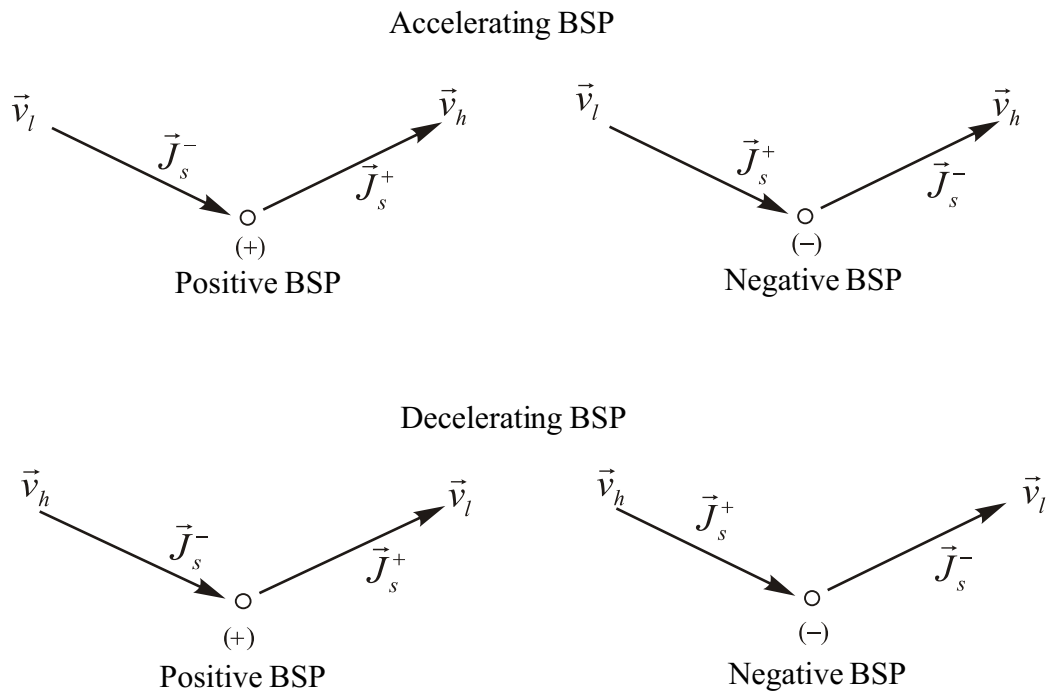 Accelerating BSP
v⃗_l
J⃗_s^-
v⃗_h
J⃗_s^+
(+)
Positive BSP
v⃗_l
J⃗_s^+
v⃗_h
J⃗_s^-
(–)
Negative BSP
Decelerating BSP
v⃗_h
J⃗_s^-
v⃗_l
J⃗_s^+
(+)
Positive BSP
v⃗_h
J⃗_s^+
v⃗_l
J⃗_s^-
(–)
Negative BSP